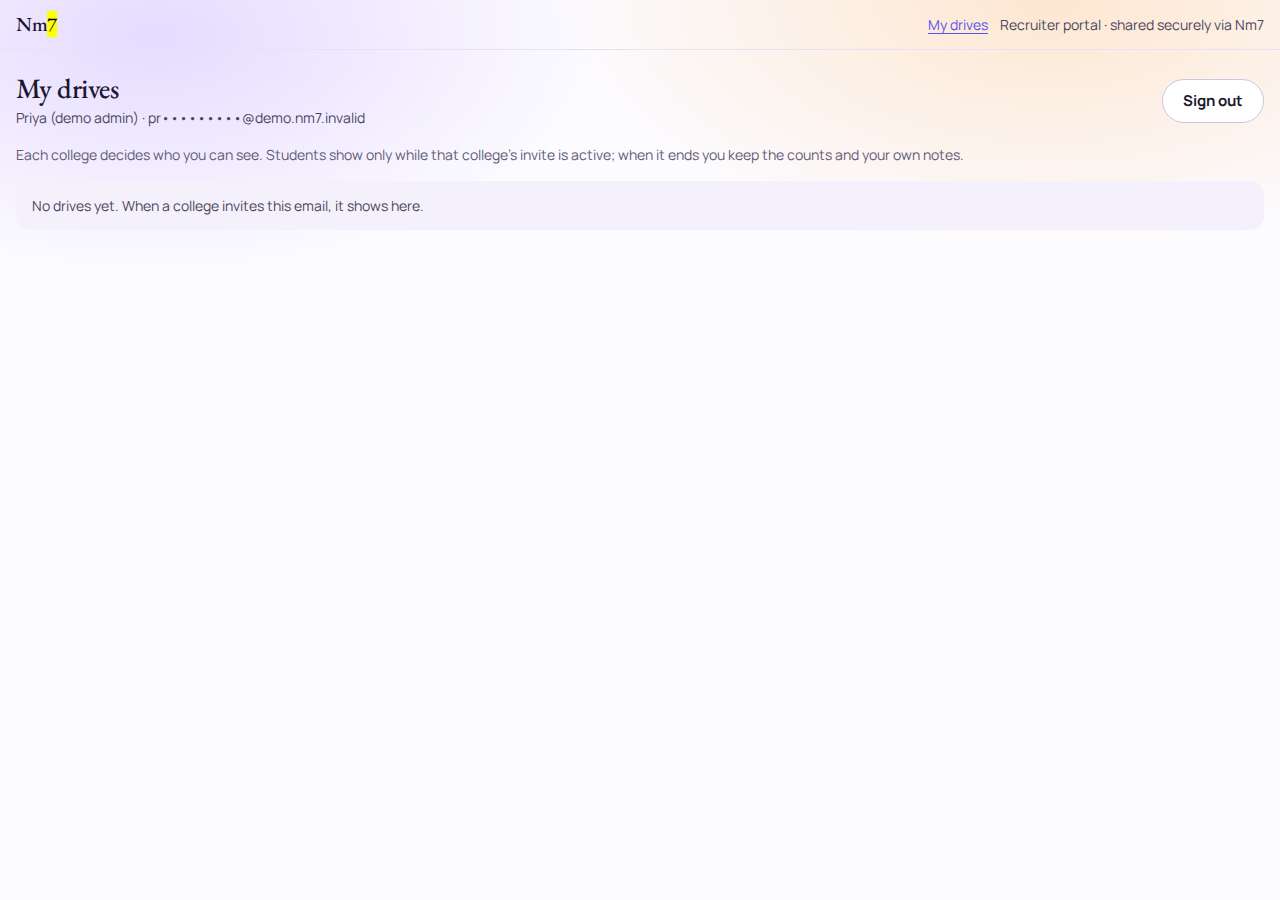 Nm7
My drives Recruiter portal · shared securely via Nm7
My drives
Priya (demo admin) · pr•••••••••@demo.nm7.invalid
Sign out
Each college decides who you can see. Students show only while that college's invite is active; when it ends you keep the counts and your own notes.
No drives yet. When a college invites this email, it shows here.